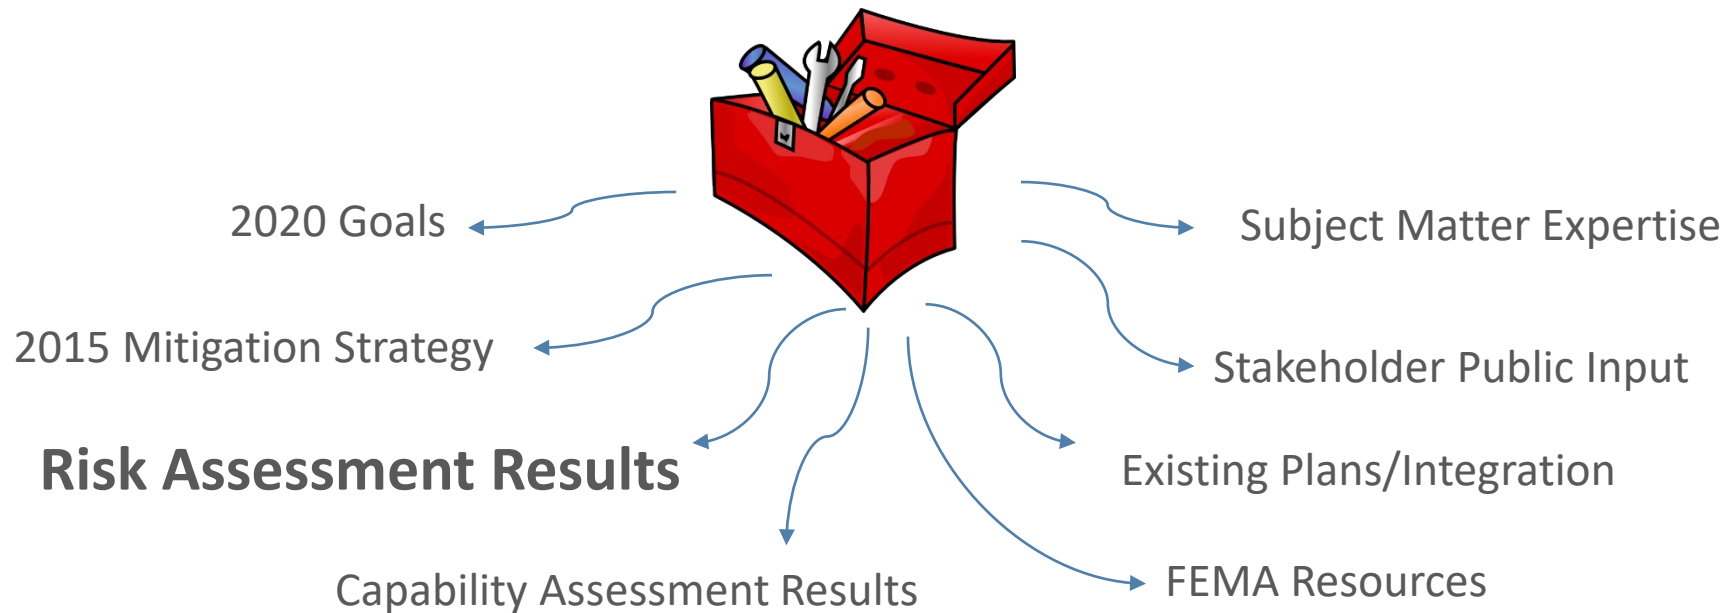 2020 Goals
Subject Matter Expertise
2015 Mitigation Strategy
Stakeholder Public Input
Risk Assessment Results
Existing Plans/Integration
Capability Assessment Results
FEMA Resources